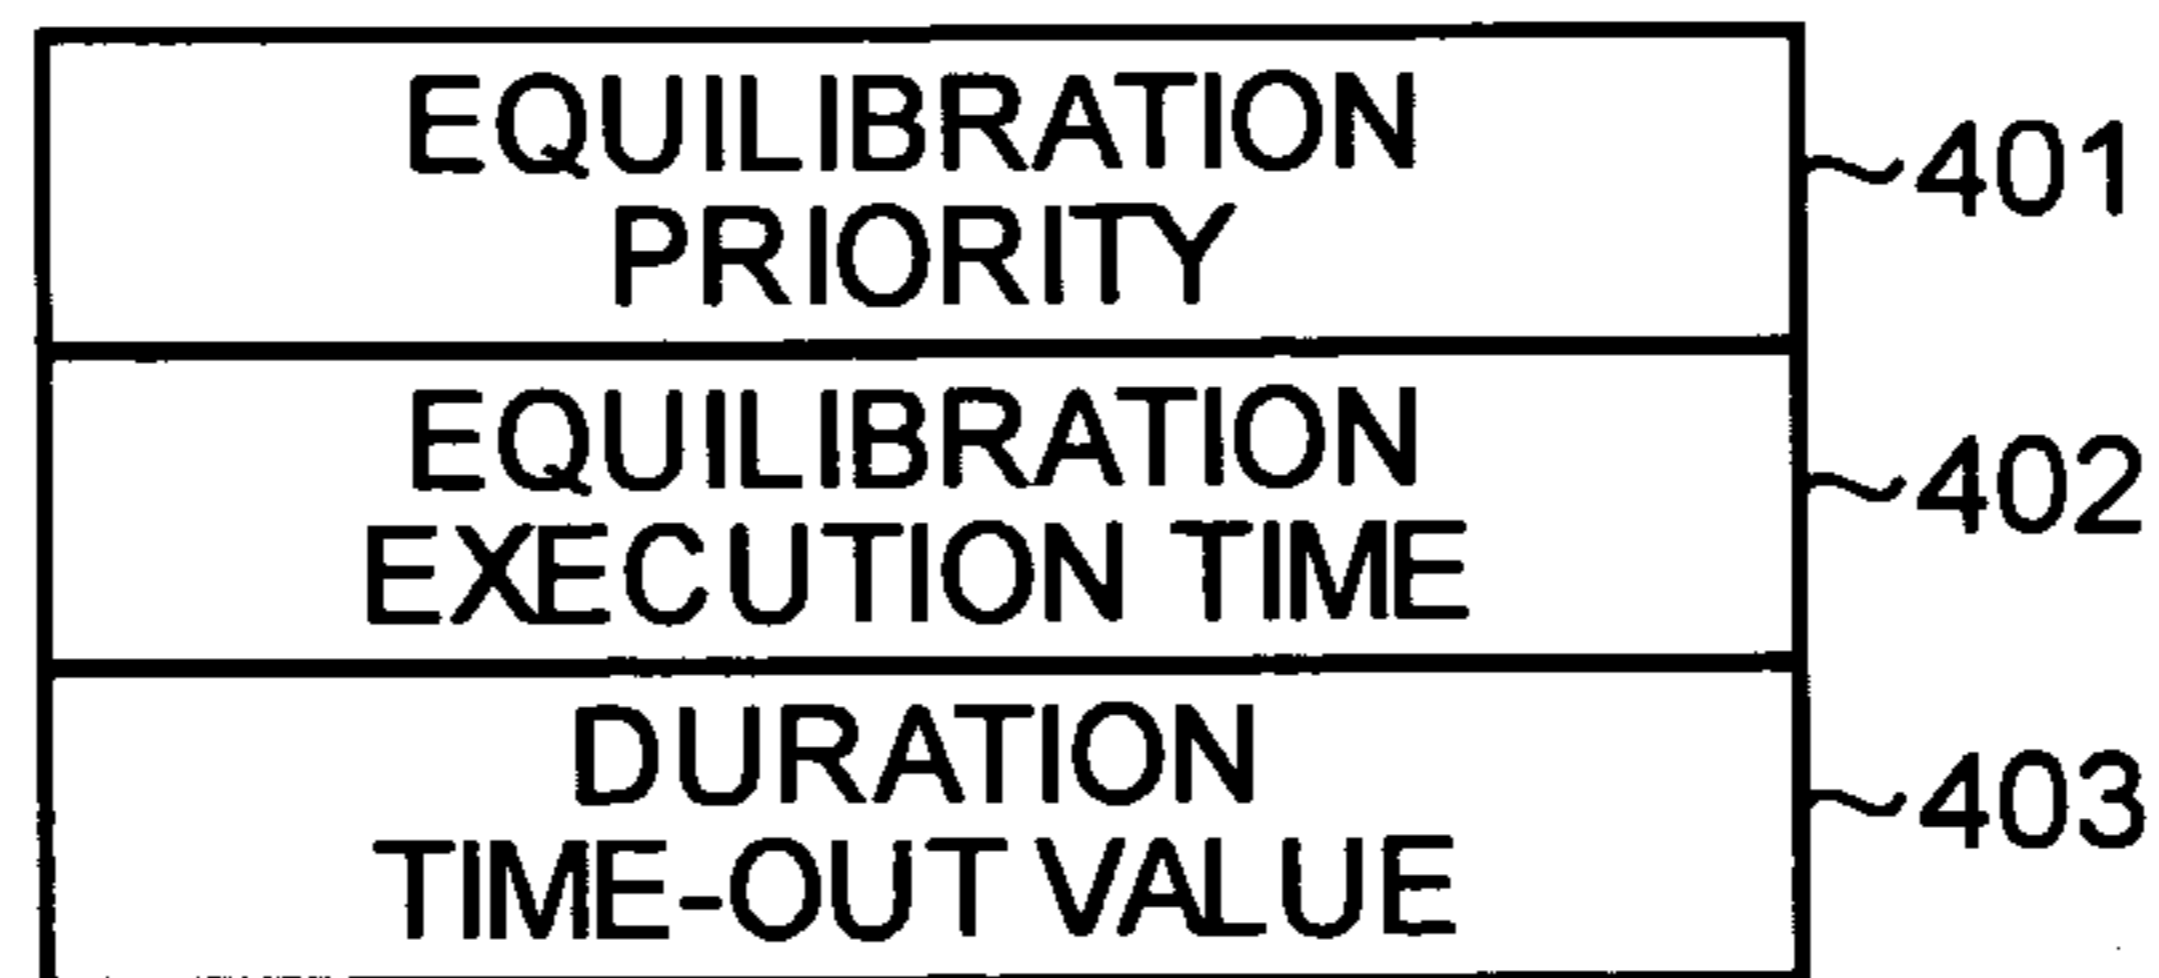 EQUILIBRATION
PRIORITY
401
EQUILIBRATION
EXECUTION TIME
402
DURATION
TIME-OUT VALUE
403